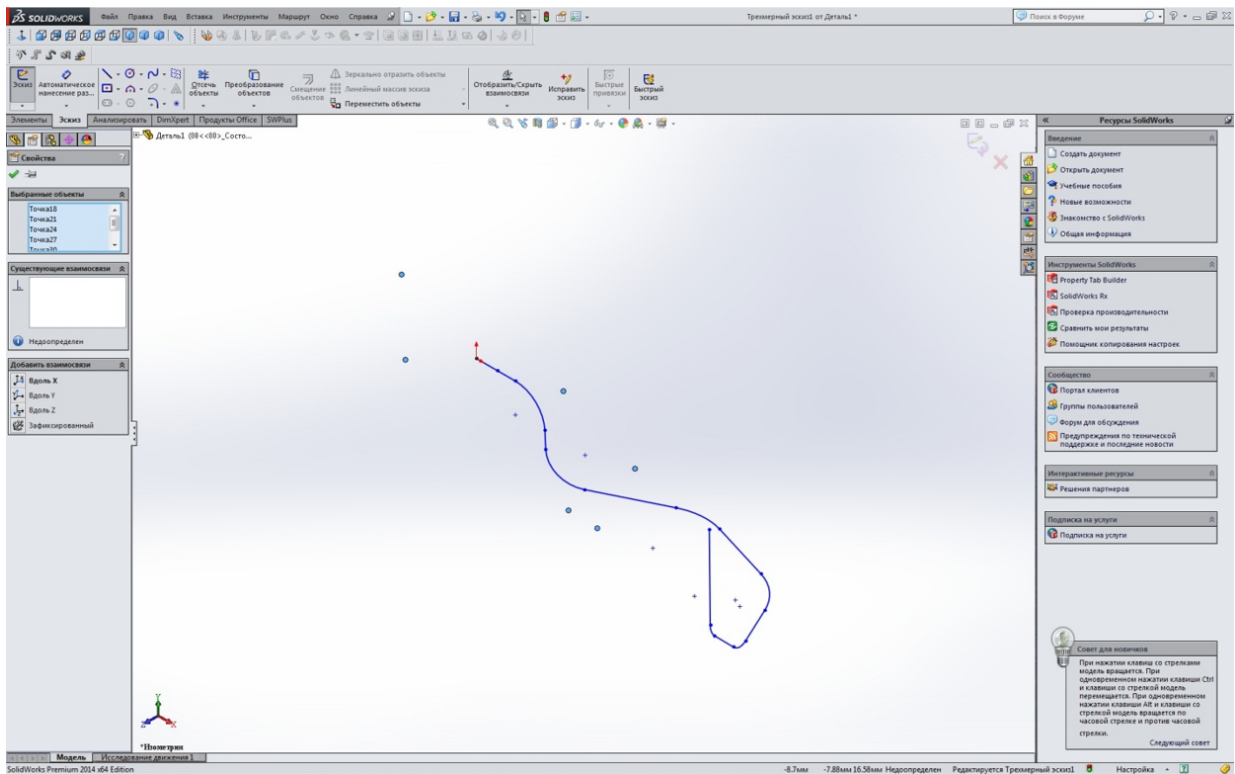 SOLIDWORKS Файл Правка Вид Вставка Инструменты Маршрут Окно Справка
Трехмерный эскиз1 от Деталь1 *
Поиск в Форуме
Эскиз
Автоматическое
нанесение раз...
Отсечь
объекты
Преобразование
объектов
Смещение
объектов
Зеркально отразить объекты
Линейный массив эскиза
Переместить объекты
Отобразить/Скрыть
взаимосвязи
Исправить
эскиз
Быстрые
привязки
Быстрый
эскиз
Элементы Эскиз Анализировать DimXpert Продукты Office SWPlus
Деталь1 (00<<00>_Состо...
Свойства ?
Выбранные объекты
Точка18
Точка21
Точка24
Точка27
Точка30
Существующие взаимосвязи
Недоопределен
Добавить взаимосвязи
Вдоль X
Вдоль Y
Вдоль Z
Зафиксированный
Y
Z
X
*Изометрия
Модель Исследование движения 1
SolidWorks Premium 2014 x64 Edition
-8.7мм -7.88мм 16.58мм Недоопределен Редактируется Трехмерный эскиз1 Настройка
Ресурсы SolidWorks
Введение
Создать документ
Открыть документ
Учебные пособия
Новые возможности
Знакомство с SolidWorks
Общая информация
Инструменты SolidWorks
Property Tab Builder
SolidWorks Rx
Проверка производительности
Сравнить мои результаты
Помощник копирования настроек
Сообщество
Портал клиентов
Группы пользователей
Форум для обсуждения
Предупреждения по технической
поддержке и последние новости
Интерактивные ресурсы
Решения партнеров
Подписка на услуги
Подписка на услуги
Совет для новичков
При нажатии клавиш со стрелками
модель вращается. При
одновременном нажатии клавиши Ctrl
и клавиши со стрелкой модель
перемещается. При одновременном
нажатии клавиши Alt и клавиши со
стрелкой модель вращается по
часовой стрелке и против часовой
стрелки.
Следующий совет